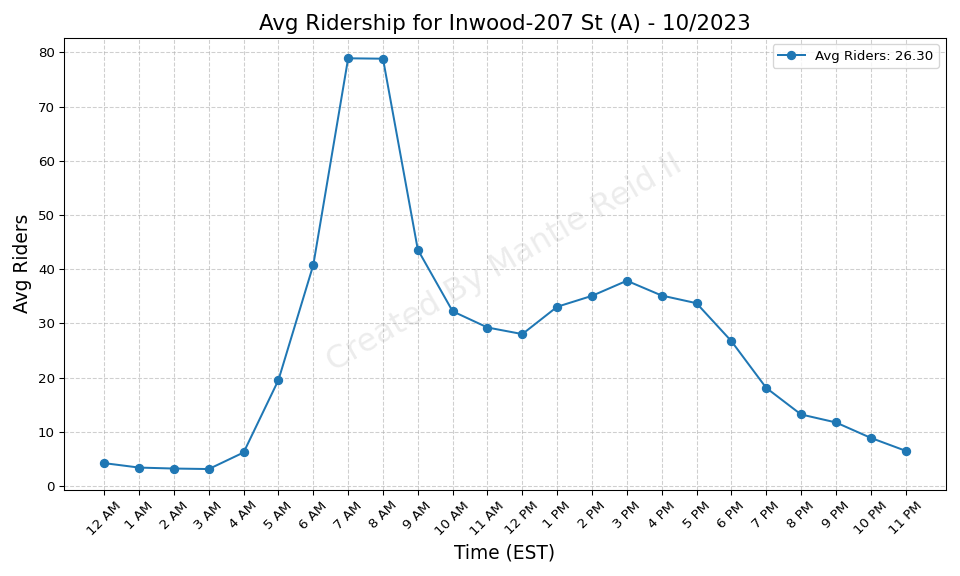 Avg Ridership for Inwood-207 St (A) - 10/2023
Avg Riders: 26.30
80
70
60
50
40
30
20
10
0
Avg Riders
Created By Mantie Reid II
12 AM 1 AM 2 AM 3 AM 4 AM 5 AM 6 AM 7 AM 8 AM 9 AM 10 AM 11 AM 12 PM 1 PM 2 PM 3 PM 4 PM 5 PM 6 PM 7 PM 8 PM 9 PM 10 PM 11 PM
Time (EST)